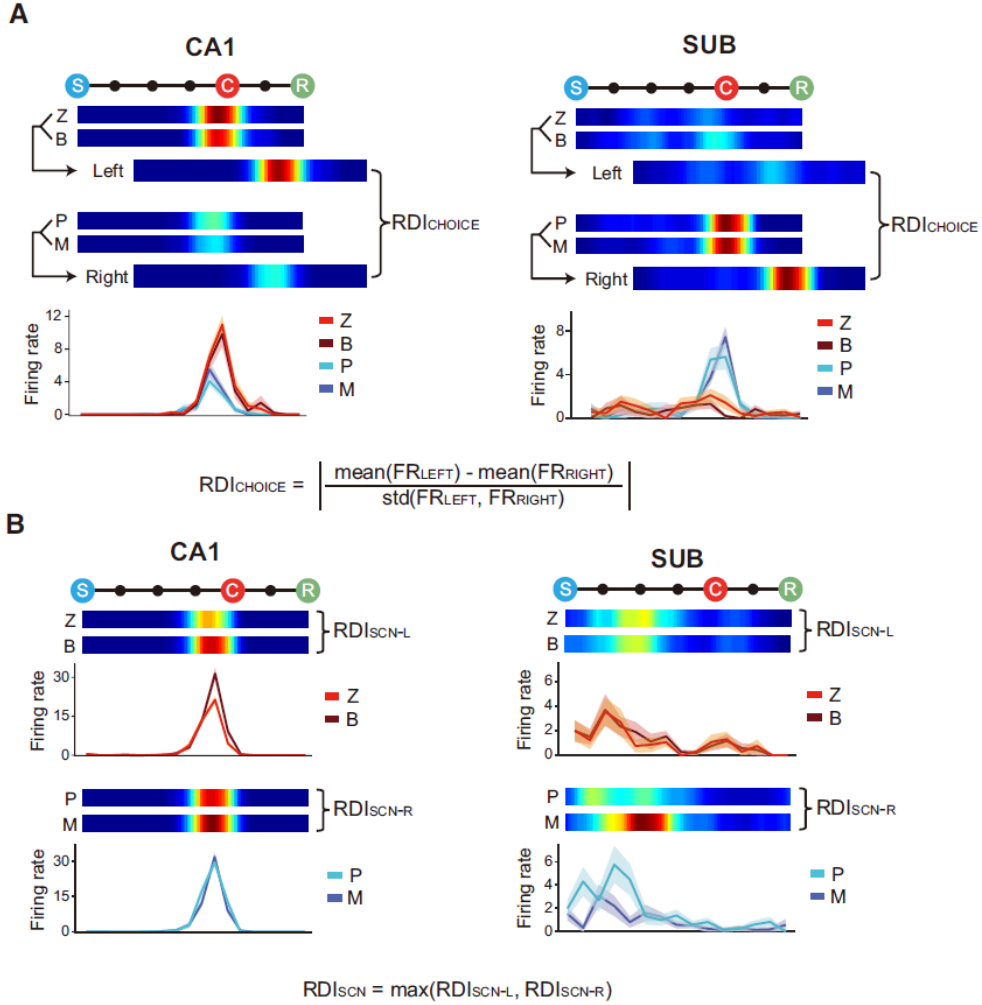 A
CA1
S C R
Z
B
Left
P
M
Right
RDICHOICE
Firing rate
12
8
4
0
Z
B
P
M
SUB
S C R
Z
B
Left
P
M
Right
RDICHOICE
Firing rate
8
4
0
Z
B
P
M
RDICHOICE = | mean(FRLEFT) - mean(FRRIGHT) |
std(FRLEFT, FRRIGHT)
B
CA1
S C R
Z
B
RDISCN-L
Firing rate
30
15
0
Z
B
P
M
RDISCN-R
Firing rate
30
15
0
P
M
SUB
S C R
Z
B
RDISCN-L
Firing rate
6
4
2
0
Z
B
P
M
RDISCN-R
Firing rate
6
4
2
0
P
M
RDISCN = max(RDISCN-L, RDISCN-R)